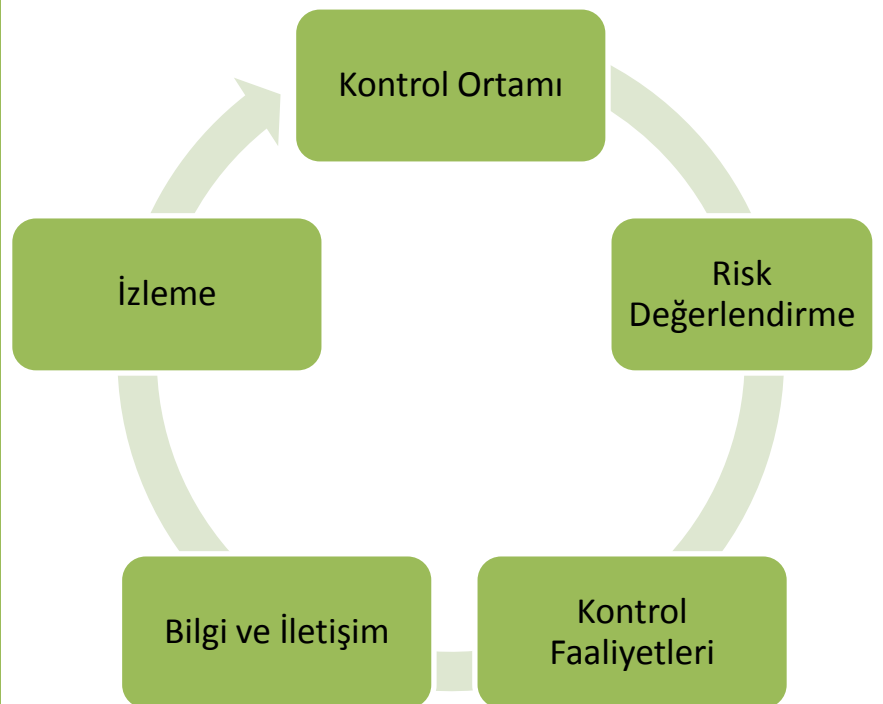 Kontrol Ortamı
Risk
Değerlendirme
Kontrol
Faaliyetleri
Bilgi ve İletişim
İzleme